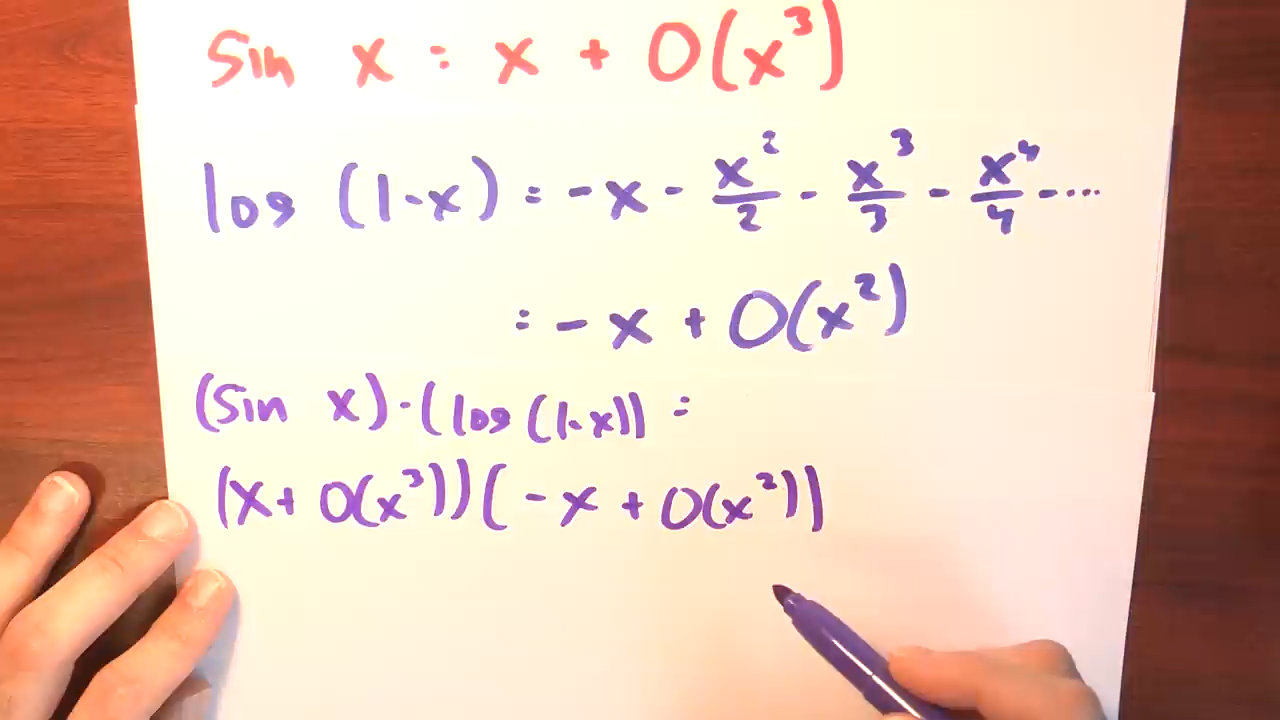 sin x = x + O(x³)
log (1-x) = -x - x²/2 - x³/3 - x⁴/4 - ....
= -x + O(x²)
(sin x)·(log (1-x)) =
(x + O(x³))(-x + O(x²))